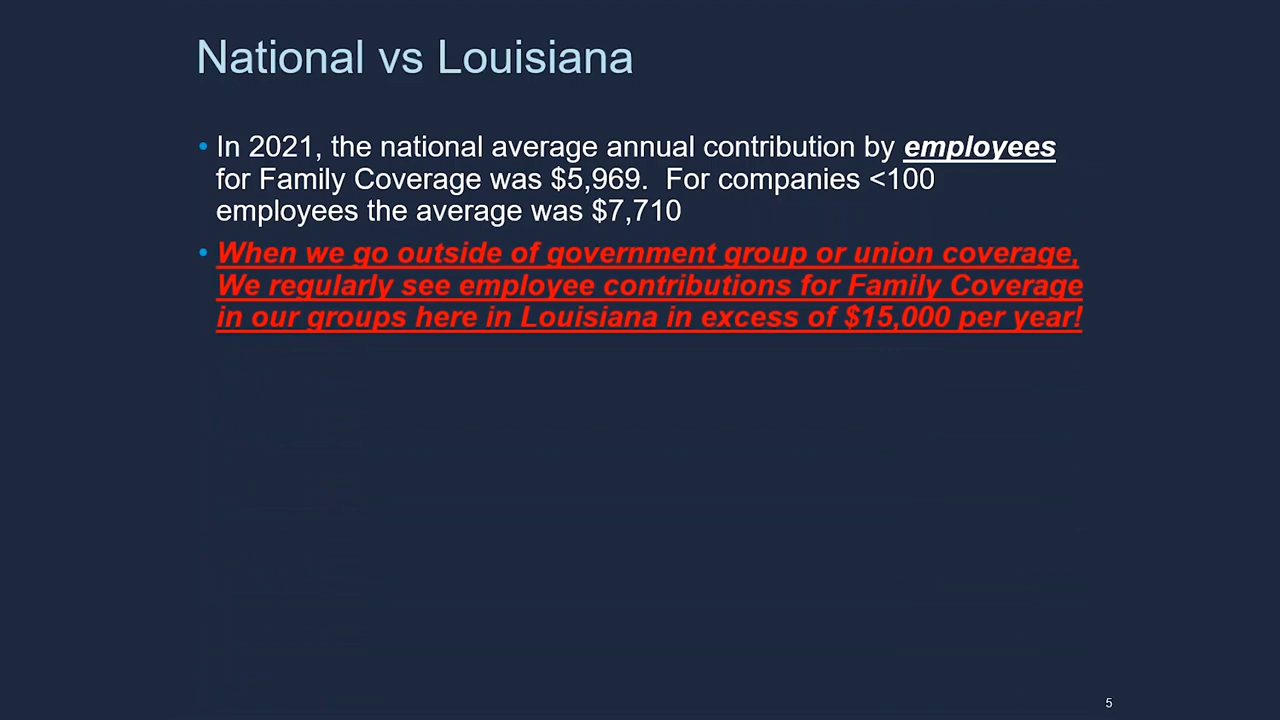 National vs Louisiana
• In 2021, the national average annual contribution by employees
for Family Coverage was $5,969.  For companies <100
employees the average was $7,710
• When we go outside of government group or union coverage,
We regularly see employee contributions for Family Coverage
in our groups here in Louisiana in excess of $15,000 per year!
5